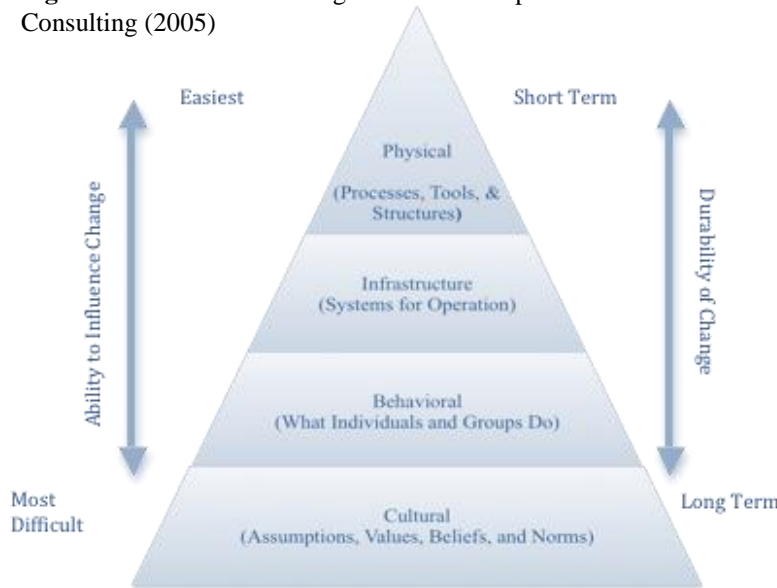 Consulting (2005)
Easiest
Short Term
Physical
(Processes, Tools, &
Structures)
Ability to Influence Change
Durability of Change
Infrastructure
(Systems for Operation)
Behavioral
(What Individuals and Groups Do)
Most
Difficult
Long Term
Cultural
(Assumptions, Values, Beliefs, and Norms)